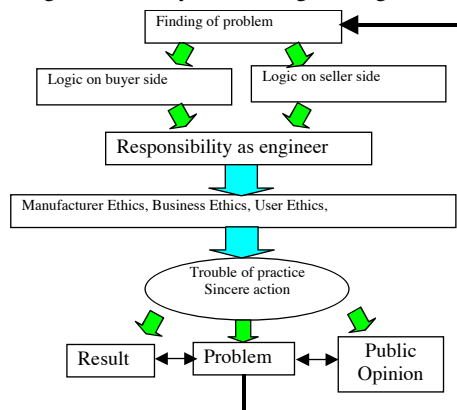 Finding of problem
Logic on buyer side
Logic on seller side
Responsibility as engineer
Manufacturer Ethics, Business Ethics, User Ethics,
Trouble of practice
Sincere action
Result
Problem
Public
Opinion